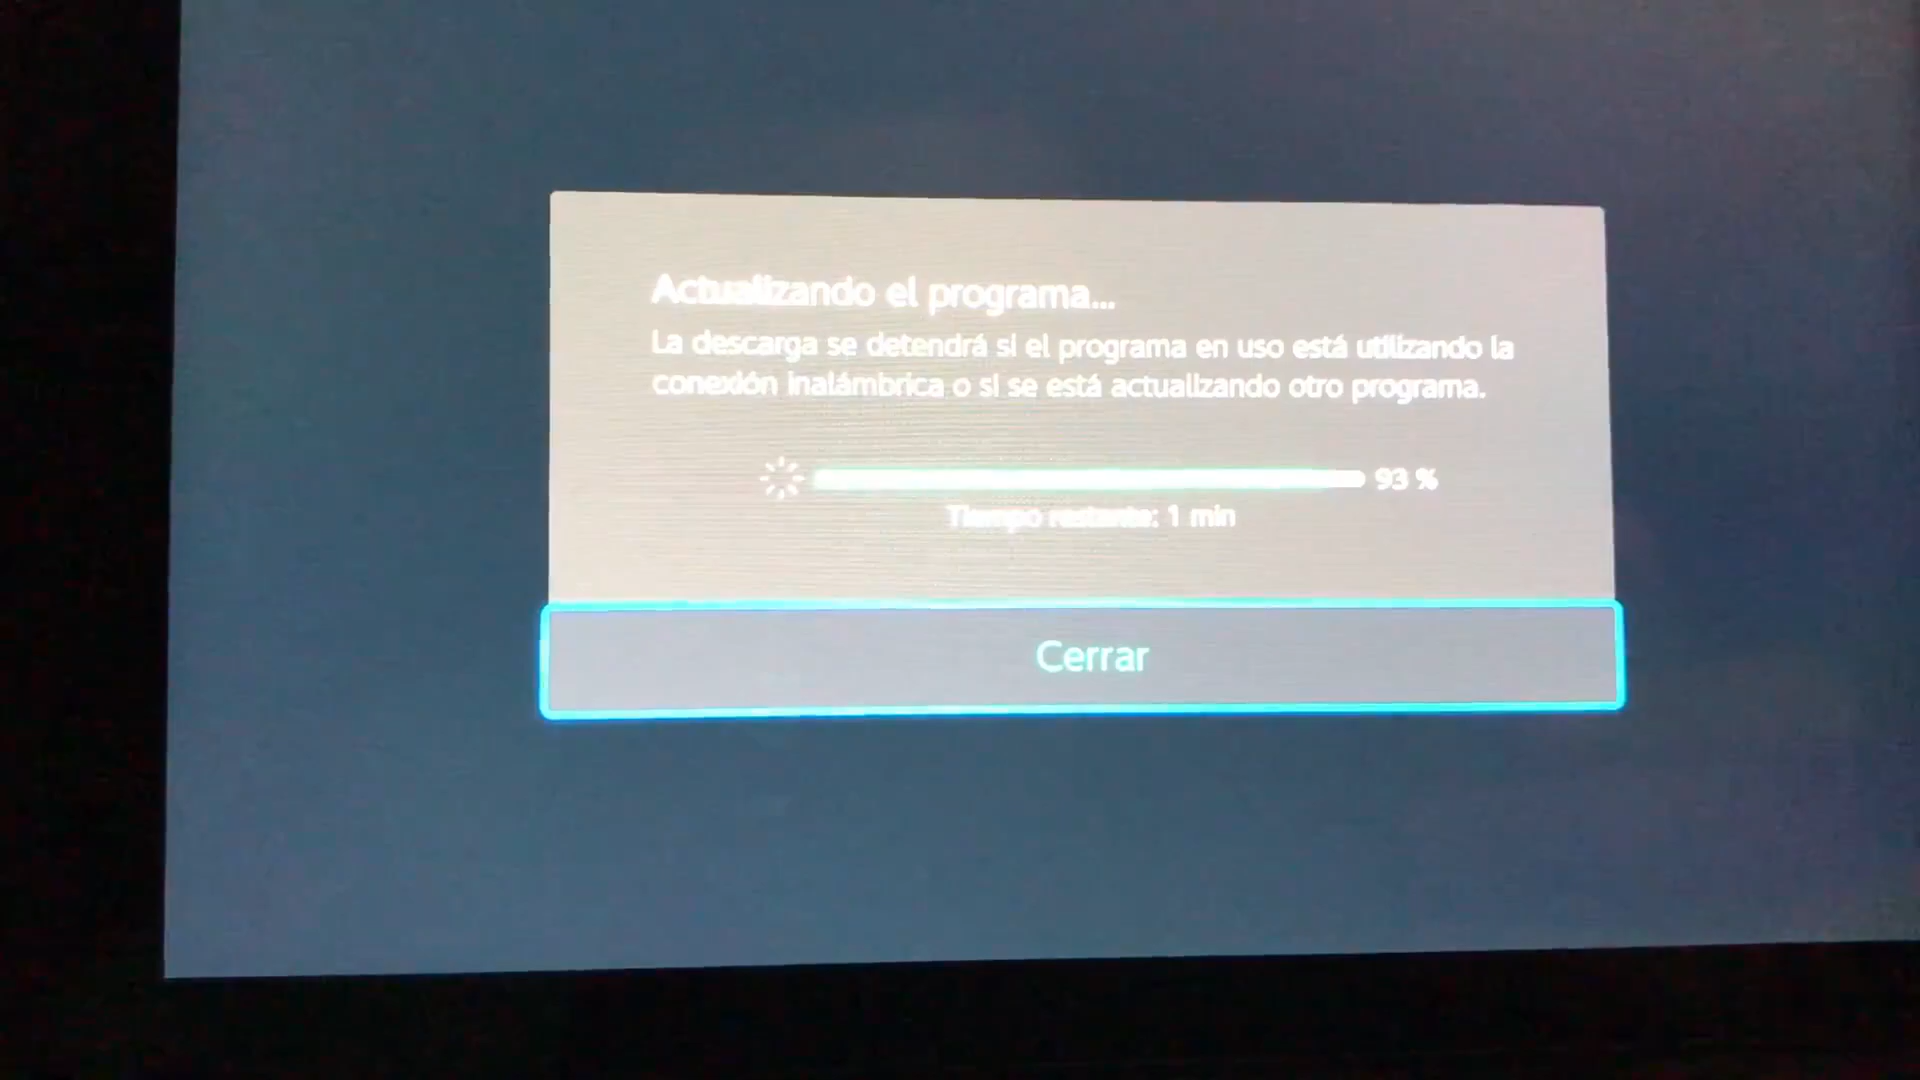 Actualizando el programa...
La descarga se detendrá si el programa en uso está utilizando la
conexión inalámbrica o si se está actualizando otro programa.
93 %
Tiempo restante: 1 min
Cerrar